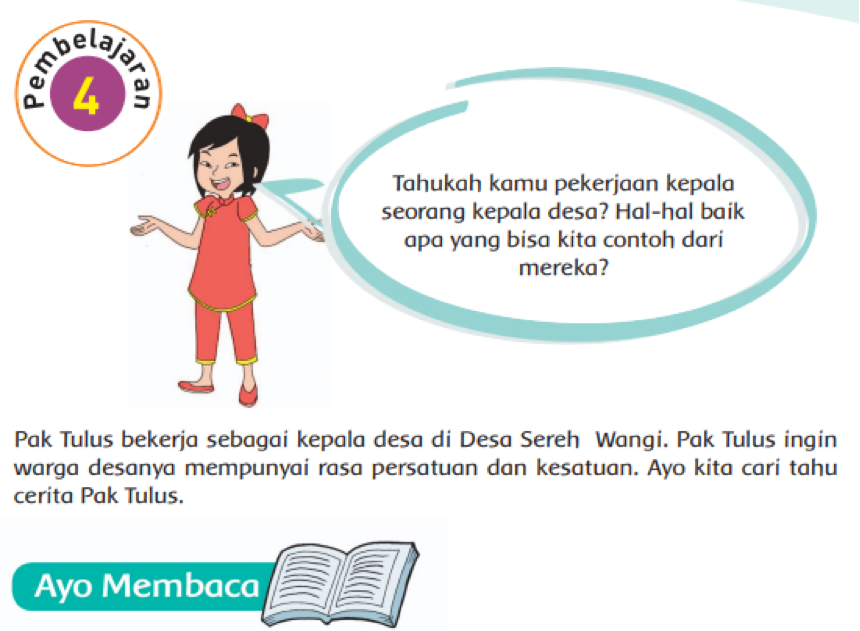 Pembelajaran
4
Tahukah kamu pekerjaan kepala
seorang kepala desa? Hal-hal baik
apa yang bisa kita contoh dari
mereka?
Pak Tulus bekerja sebagai kepala desa di Desa Sereh Wangi. Pak Tulus ingin
warga desanya mempunyai rasa persatuan dan kesatuan. Ayo kita cari tahu
cerita Pak Tulus.
Ayo Membaca